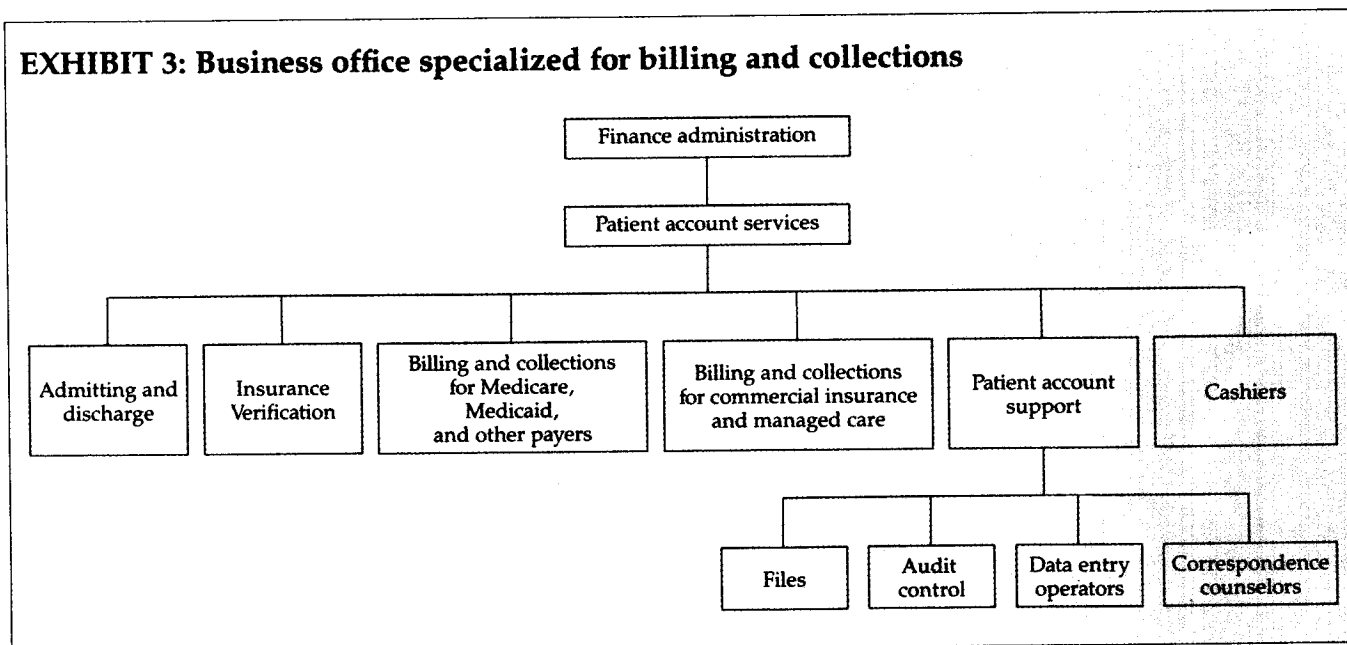 EXHIBIT 3: Business office specialized for billing and collections
Finance administration
Patient account services
Admitting and
discharge
Insurance
Verification
Billing and collections
for Medicare,
Medicaid,
and other payers
Billing and collections
for commercial insurance
and managed care
Patient account
support
Cashiers
Files
Audit
control
Data entry
operators
Correspondence
counselors